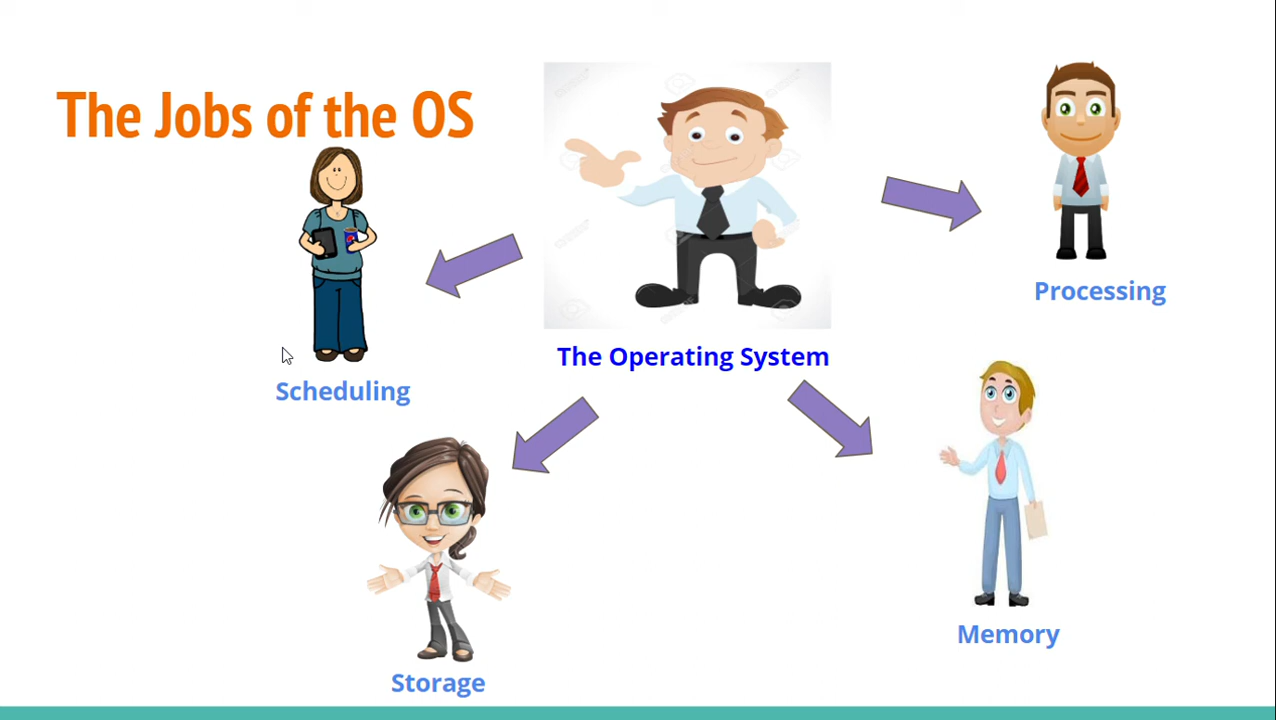 The Jobs of the OS
The Operating System
Processing
Scheduling
Memory
Storage